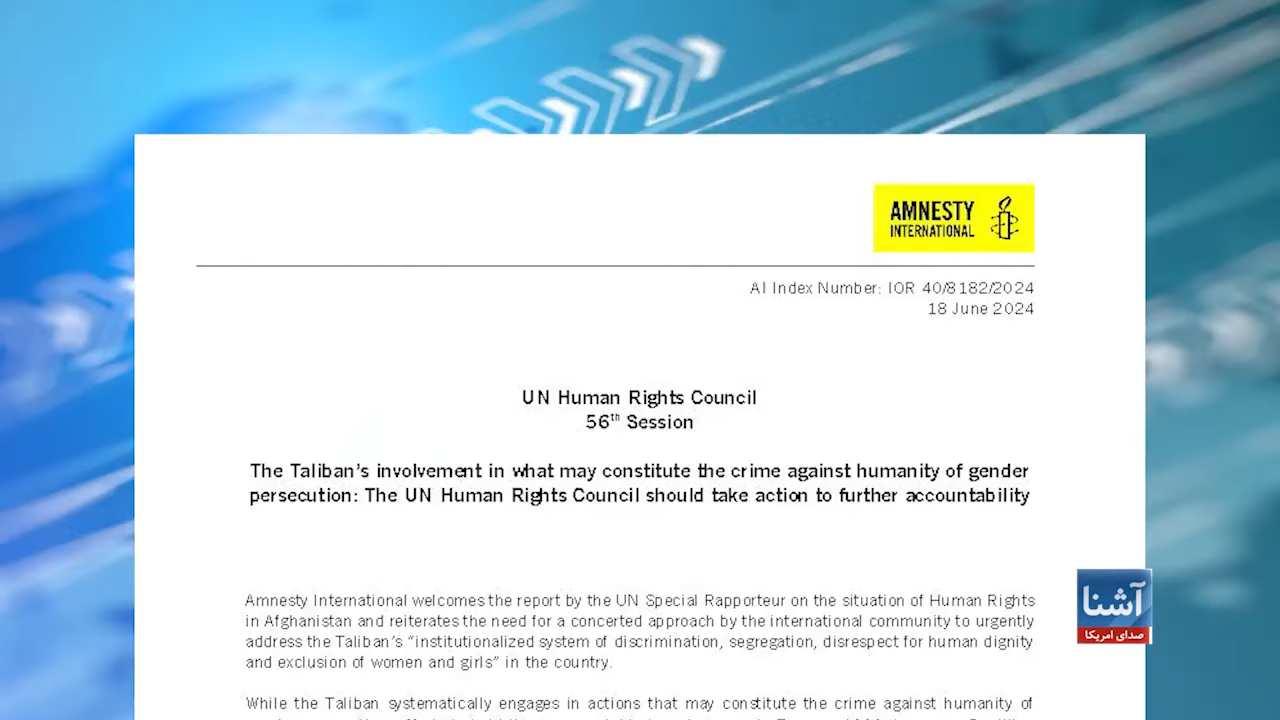 AMNESTY
INTERNATIONAL
AI Index Number: IOR 40/8182/2024
18 June 2024
UN Human Rights Council
56th Session
The Taliban's involvement in what may constitute the crime against humanity of gender
persecution: The UN Human Rights Council should take action to further accountability
Amnesty International welcomes the report by the UN Special Rapporteur on the situation of Human Rights
in Afghanistan and reiterates the need for a concerted approach by the international community to urgently
address the Taliban's “institutionalized system of discrimination, segregation, disrespect for human dignity
and exclusion of women and girls” in the country.
آشنا
صدای امریکا
While the Taliban systematically engages in actions that may constitute the crime against humanity of